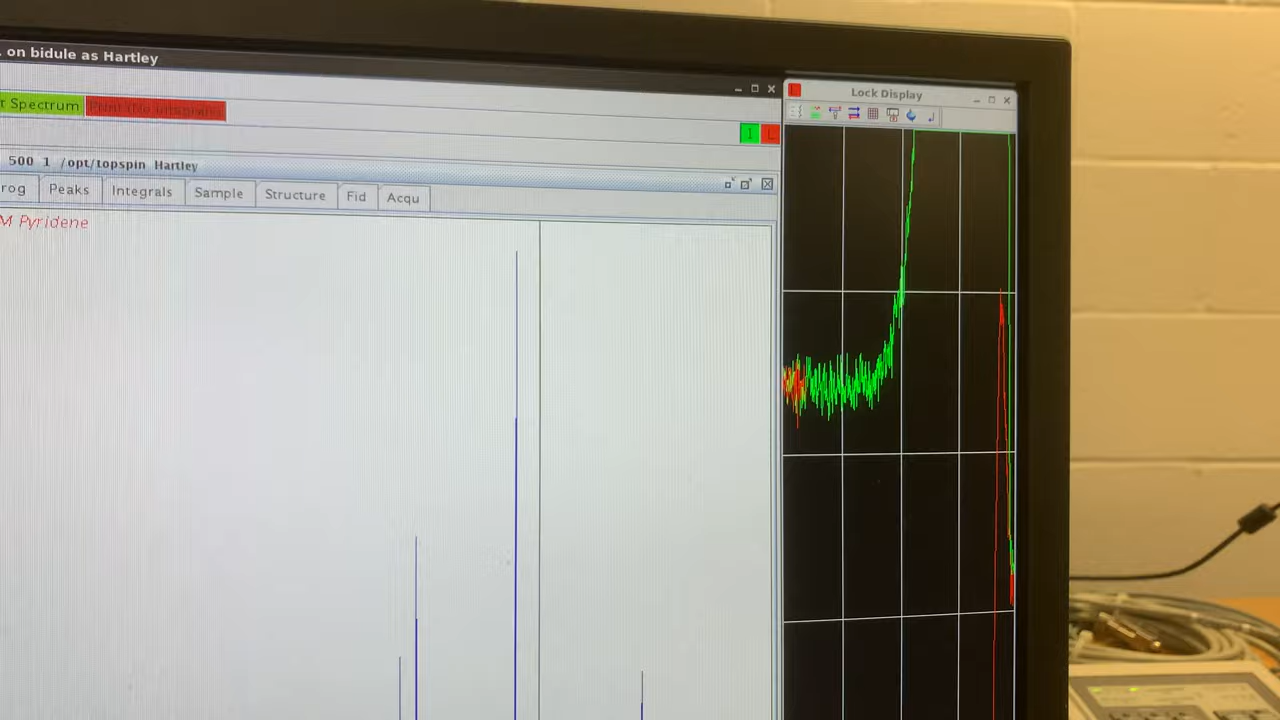 on bidule as Hartley
Lock Display
t Spectrum
500 1 /opt/topspin Hartley
rog Peaks Integrals Sample Structure Fid Acqu
M Pyridene